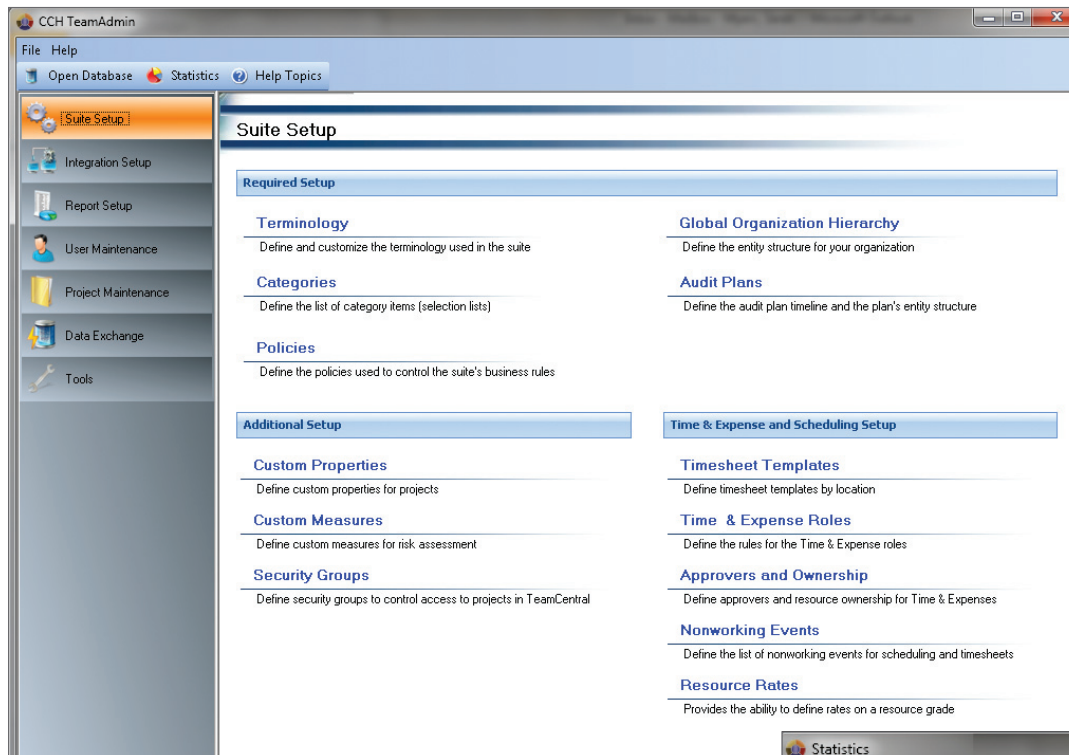 CCH TeamAdmin
File Help
Open Database Statistics Help Topics
Suite Setup
Integration Setup
Report Setup
User Maintenance
Project Maintenance
Data Exchange
Tools
Suite Setup
Required Setup
Terminology
Define and customize the terminology used in the suite
Categories
Define the list of category items (selection lists)
Policies
Define the policies used to control the suite's business rules
Global Organization Hierarchy
Define the entity structure for your organization
Audit Plans
Define the audit plan timeline and the plan's entity structure
Additional Setup
Custom Properties
Define custom properties for projects
Custom Measures
Define custom measures for risk assessment
Security Groups
Define security groups to control access to projects in TeamCentral
Time & Expense and Scheduling Setup
Timesheet Templates
Define timesheet templates by location
Time & Expense Roles
Define the rules for the Time & Expense roles
Approvers and Ownership
Define approvers and resource ownership for Time & Expenses
Nonworking Events
Define the list of nonworking events for scheduling and timesheets
Resource Rates
Provides the ability to define rates on a resource grade
Statistics